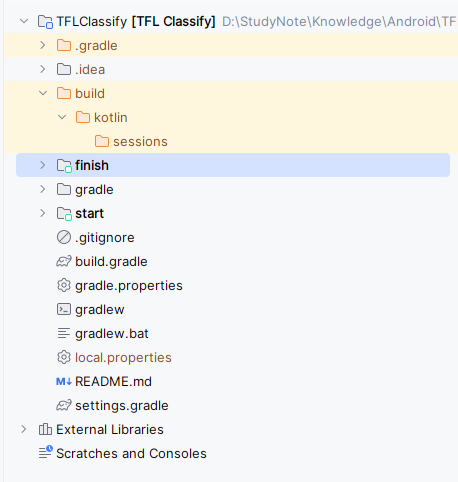 TFLClassify [TFL Classify] D:\StudyNote\Knowledge\Android\TF
.gradle
.idea
build
kotlin
sessions
finish
gradle
start
.gitignore
build.gradle
gradle.properties
gradlew
gradlew.bat
local.properties
M↓ README.md
settings.gradle
External Libraries
Scratches and Consoles